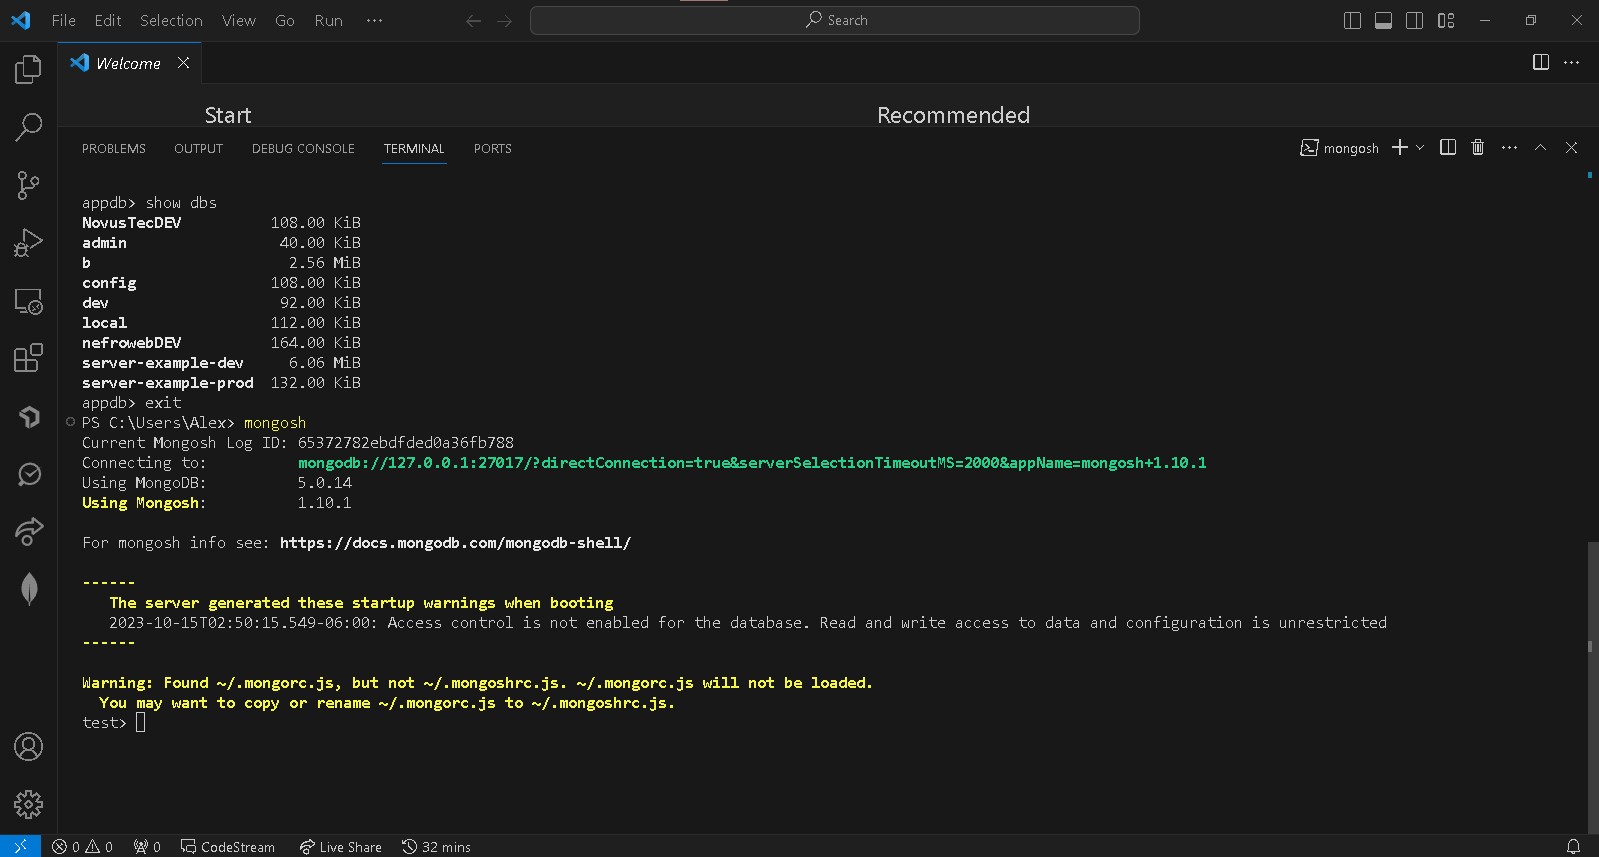 File Edit Selection View Go Run ···
Search
Welcome
Start Recommended
PROBLEMS OUTPUT DEBUG CONSOLE TERMINAL PORTS
mongosh
appdb> show dbs
NovusTecDEV 108.00 KiB
admin 40.00 KiB
b 2.56 MiB
config 108.00 KiB
dev 92.00 KiB
local 112.00 KiB
nefrowebDEV 164.00 KiB
server-example-dev 6.06 MiB
server-example-prod 132.00 KiB
appdb> exit
PS C:\Users\Alex> mongosh
Current Mongosh Log ID: 65372782ebdfded0a36fb788
Connecting to: mongodb://127.0.0.1:27017/?directConnection=true&serverSelectionTimeoutMS=2000&appName=mongosh+1.10.1
Using MongoDB: 5.0.14
Using Mongosh: 1.10.1
For mongosh info see: https://docs.mongodb.com/mongodb-shell/
------
The server generated these startup warnings when booting
2023-10-15T02:50:15.549-06:00: Access control is not enabled for the database. Read and write access to data and configuration is unrestricted
------
Warning: Found ~/.mongorc.js, but not ~/.mongoshrc.js. ~/.mongorc.js will not be loaded.
You may want to copy or rename ~/.mongorc.js to ~/.mongoshrc.js.
test>
0 0 0 CodeStream Live Share 32 mins